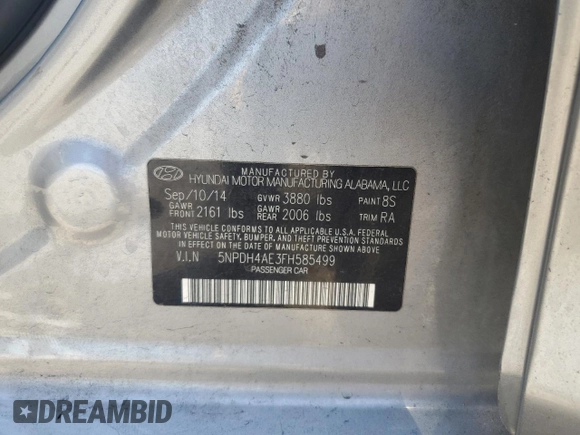 MANUFACTURED BY
HYUNDAI MOTOR MANUFACTURING ALABAMA, LLC
Sep/10/14 GVWR 3880 lbs PAINT 8S
GAWR FRONT 2161 lbs GAWR REAR 2006 lbs TRIM RA
THIS VEHICLE CONFORMS TO ALL APPLICABLE U.S. FEDERAL
MOTOR VEHICLE SAFETY, BUMPER, AND THEFT PREVENTION
STANDARDS IN EFFECT ON THE DATE OF MANUFACTURE SHOWN ABOVE.
V.I.N 5NPDH4AE3FH585499
PASSENGER CAR
DREAMBID